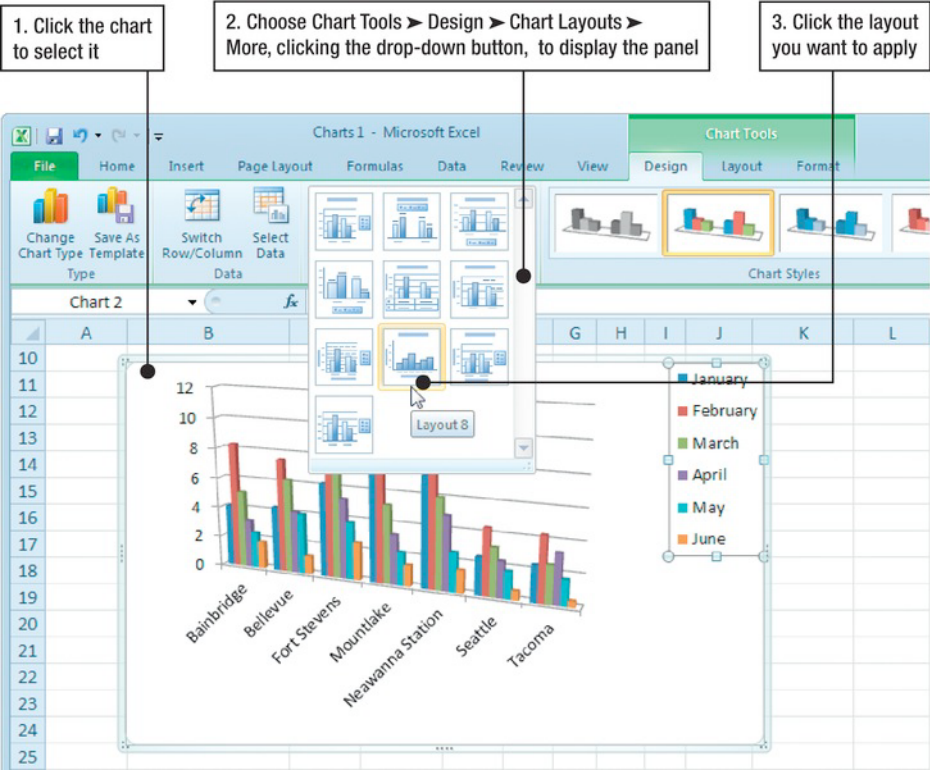 1. Click the chart
to select it
2. Choose Chart Tools ➤ Design ➤ Chart Layouts ➤
More, clicking the drop-down button,  to display the panel
3. Click the layout
you want to apply
Charts 1 - Microsoft Excel
Chart Tools
File Home Insert Page Layout Formulas Data Review View Design Layout Format
Change
Chart Type
Save As
Template
Switch
Row/Column
Select
Data
Type
Data
Chart Styles
Chart 2
fx
A B G H I J K L
10
11
12
13
14
15
16
17
18
19
20
21
22
23
24
25
12
10
8
6
4
2
0
Layout 8
January
February
March
April
May
June
Bainbridge
Bellevue
Fort Stevens
Mountlake
Neawanna Station
Seattle
Tacoma